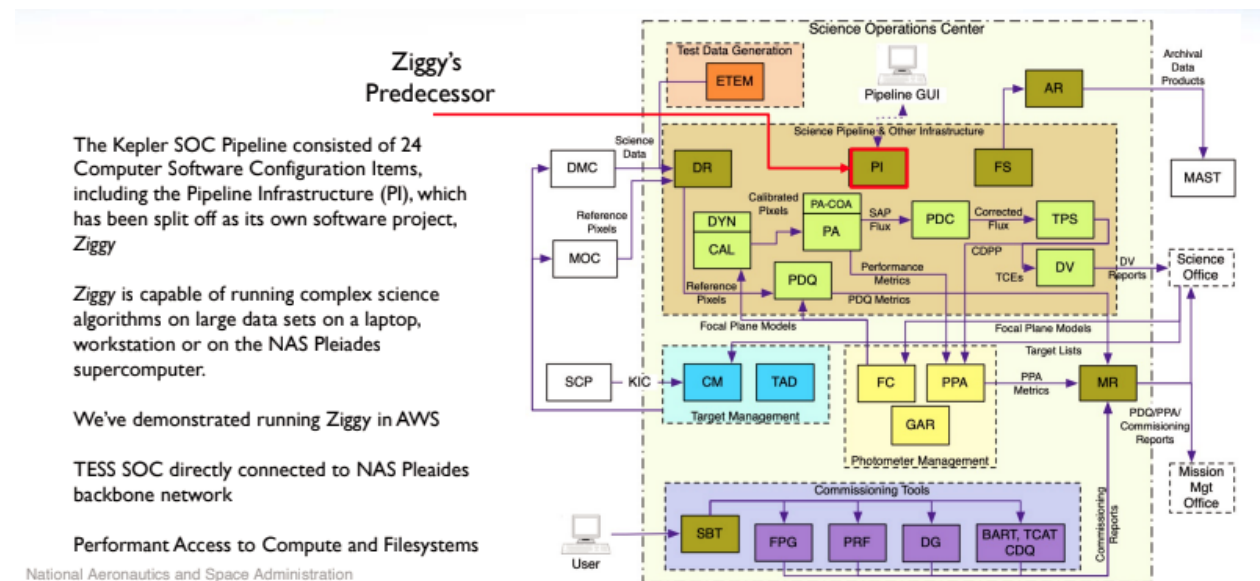 Ziggy's
Predecessor
The Kepler SOC Pipeline consisted of 24
Computer Software Configuration Items,
including the Pipeline Infrastructure (PI), which
has been split off as its own software project,
Ziggy
Ziggy is capable of running complex science
algorithms on large data sets on a laptop,
workstation or on the NAS Pleiades
supercomputer.
We've demonstrated running Ziggy in AWS
TESS SOC directly connected to NAS Pleaides
backbone network
Performant Access to Compute and Filesystems
National Aeronautics and Space Administration
Science Operations Center
Test Data Generation
ETEM
Pipeline GUI
AR
Archival
Data
Products
MAST
Science Pipeline & Other Infrastructure
DMC
Science
Data
DR
PI
FS
Reference
Pixels
MOC
DYN
CAL
Calibrated
Pixels
PA-COA
PA
SAP
Flux
PDC
Corrected
Flux
TPS
CDPP
TCEs
DV
DV
Reports
Science
Office
Performance
Metrics
Reference
Pixels
PDQ
PDQ Metrics
Focal Plane Models
Focal Plane Models
Target Lists
SCP
KIC
CM
TAD
Target Management
FC
PPA
GAR
Photometer Management
PPA
Metrics
MR
PDQ/PPA/
Commisioning
Reports
Mission
Mgt
Office
Commissioning
Reports
Commissioning Tools
User
SBT
FPG
PRF
DG
BART, TCAT
CDQ